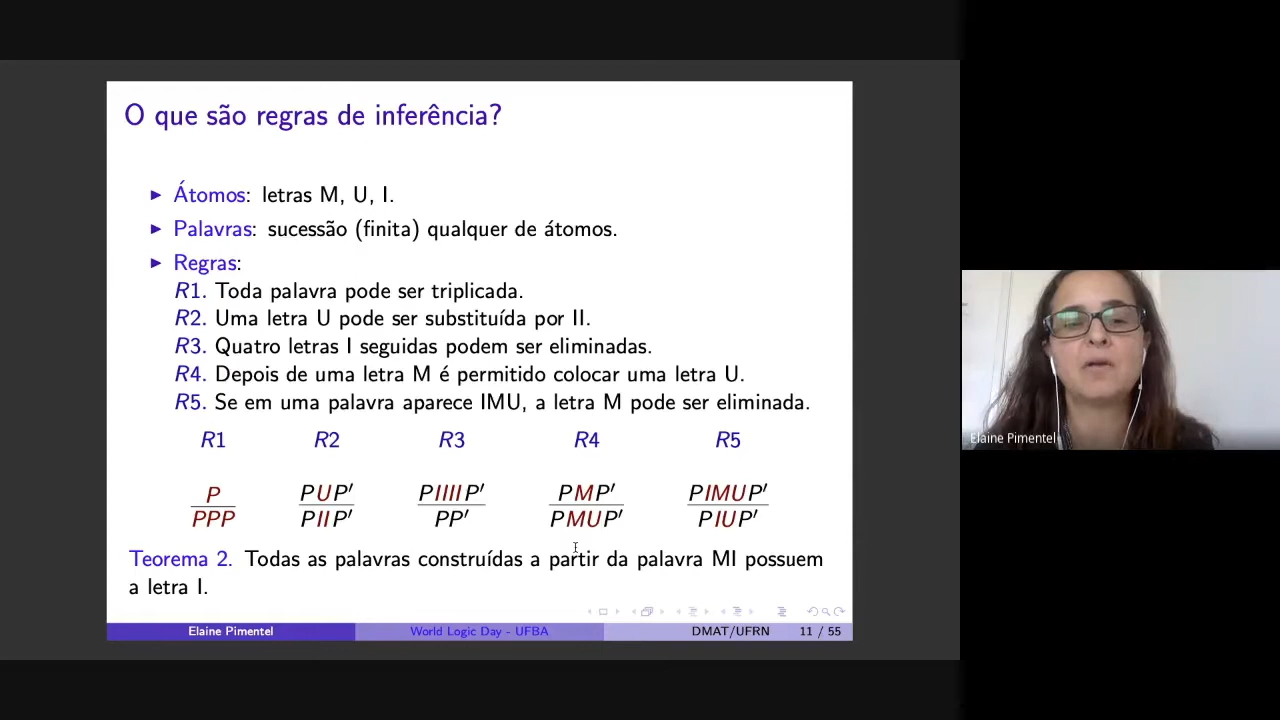 O que são regras de inferência?
▶ Átomos: letras M, U, I.
▶ Palavras: sucessão (finita) qualquer de átomos.
▶ Regras:
R1. Toda palavra pode ser triplicada.
R2. Uma letra U pode ser substituída por II.
R3. Quatro letras I seguidas podem ser eliminadas.
R4. Depois de uma letra M é permitido colocar uma letra U.
R5. Se em uma palavra aparece IMU, a letra M pode ser eliminada.
R1 R2 R3 R4 R5
P PUP′ PIIIIP′ PMP′ PIMUP′
PPP PIIP′ PP′ PMUP′ PIUP′
Teorema 2. Todas as palavras construídas a partir da palavra MI possuem
a letra I.
Elaine Pimentel World Logic Day - UFBA DMAT/UFRN 11 / 55
Elaine Pimentel